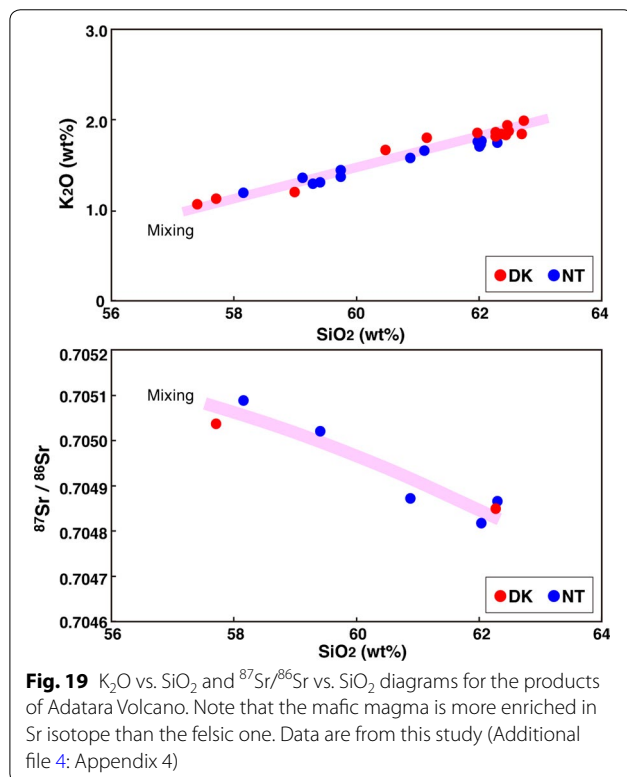 3.0
2.0
1.0
0
K2O (wt%)
Mixing
DK NT
56 58 60 62 64
SiO2 (wt%)
0.7052
0.7051
0.7050
0.7049
0.7048
0.7047
0.7046
87Sr / 86Sr
Mixing
DK NT
56 58 60 62 64
SiO2 (wt%)
Fig. 19 K2O vs. SiO2 and 87Sr/86Sr vs. SiO2 diagrams for the products
of Adatara Volcano. Note that the mafic magma is more enriched in
Sr isotope than the felsic one. Data are from this study (Additional
file 4: Appendix 4)